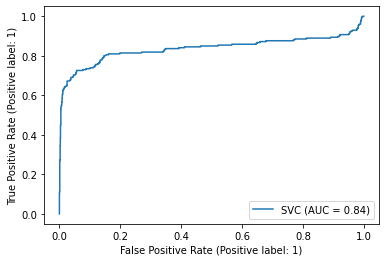 True Positive Rate (Positive label: 1)
1.0
0.8
0.6
0.4
0.2
0.0
SVC (AUC = 0.84)
0.0 0.2 0.4 0.6 0.8 1.0
False Positive Rate (Positive label: 1)